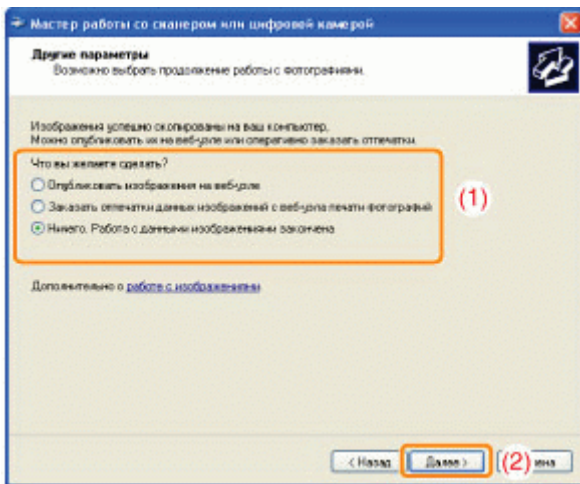 Мастер работы со сканером или цифровой камерой
Другие параметры
Возможно выбрать продолжение работы с фотографиями.
Изображения успешно скопированы на ваш компьютер.
Можно опубликовать их на веб-узле или оперативно заказать отпечатки.
Что вы желаете сделать?
Опубликовать изображения на веб-узле
Заказать отпечатки данных изображений с веб-узла печати фотографий
Ничего. Работа с данными изображениями закончена
(1)
Дополнительно о работе с изображениями
< Назад
Далее >
(2)
ена